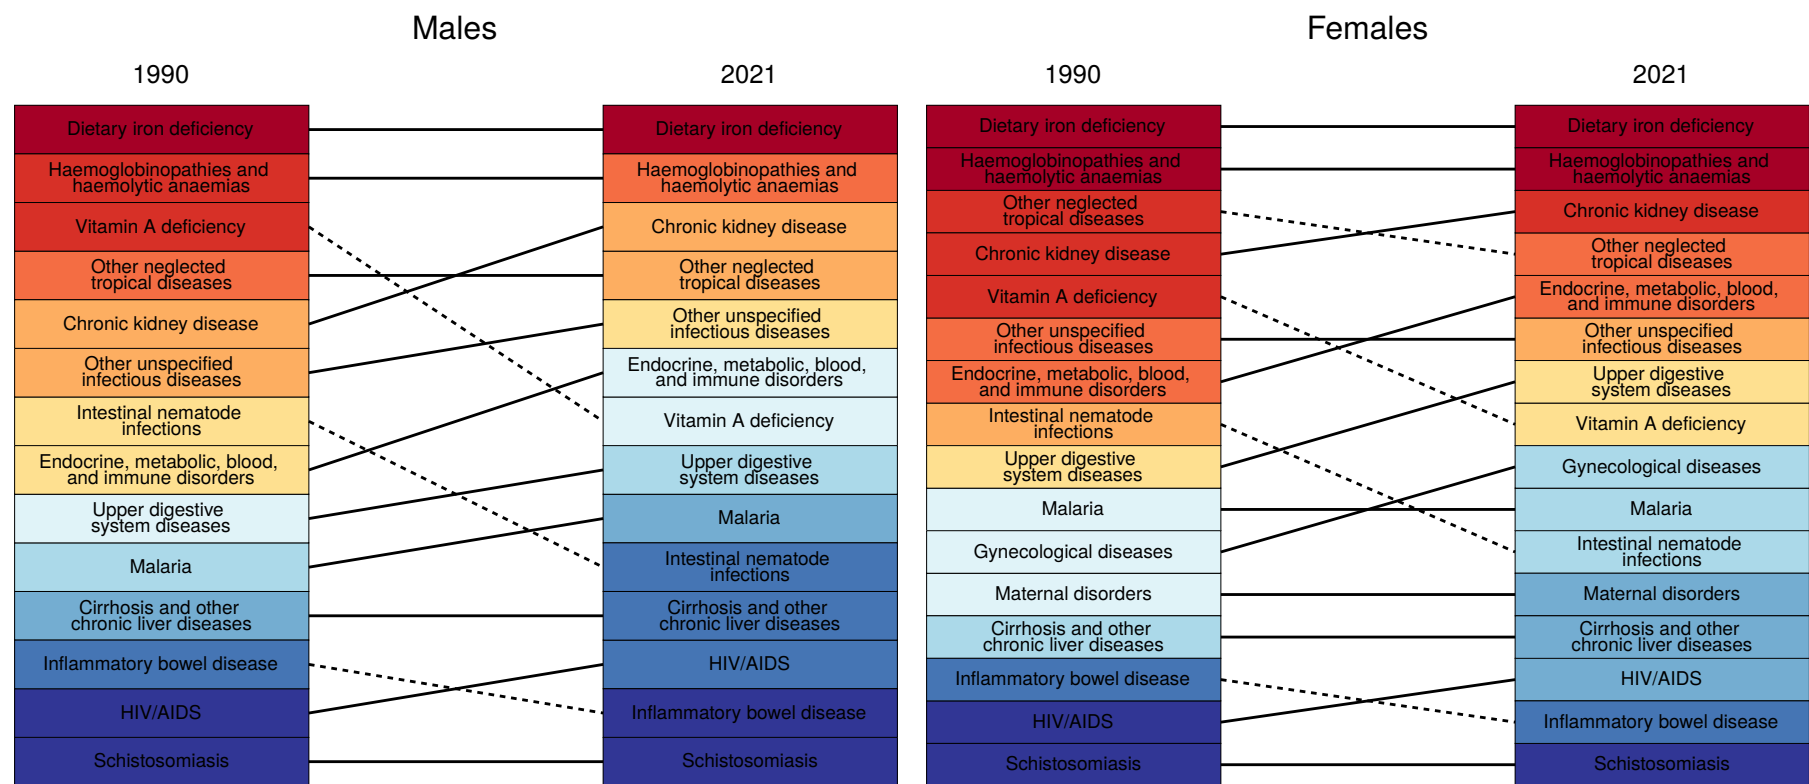 Males
1990
2021
Dietary iron deficiency
Haemoglobinopathies and
haemolytic anaemias
Vitamin A deficiency
Other neglected
tropical diseases
Chronic kidney disease
Other unspecified
infectious diseases
Intestinal nematode
infections
Endocrine, metabolic, blood,
and immune disorders
Upper digestive
system diseases
Malaria
Cirrhosis and other
chronic liver diseases
Inflammatory bowel disease
HIV/AIDS
Schistosomiasis
Dietary iron deficiency
Haemoglobinopathies and
haemolytic anaemias
Chronic kidney disease
Other neglected
tropical diseases
Other unspecified
infectious diseases
Endocrine, metabolic, blood,
and immune disorders
Vitamin A deficiency
Upper digestive
system diseases
Malaria
Intestinal nematode
infections
Cirrhosis and other
chronic liver diseases
HIV/AIDS
Inflammatory bowel disease
Schistosomiasis
Females
1990
2021
Dietary iron deficiency
Haemoglobinopathies and
haemolytic anaemias
Other neglected
tropical diseases
Chronic kidney disease
Vitamin A deficiency
Other unspecified
infectious diseases
Endocrine, metabolic, blood,
and immune disorders
Intestinal nematode
infections
Upper digestive
system diseases
Malaria
Gynecological diseases
Maternal disorders
Cirrhosis and other
chronic liver diseases
Inflammatory bowel disease
HIV/AIDS
Schistosomiasis
Dietary iron deficiency
Haemoglobinopathies and
haemolytic anaemias
Chronic kidney disease
Other neglected
tropical diseases
Endocrine, metabolic, blood,
and immune disorders
Other unspecified
infectious diseases
Upper digestive
system diseases
Vitamin A deficiency
Gynecological diseases
Malaria
Intestinal nematode
infections
Maternal disorders
Cirrhosis and other
chronic liver diseases
HIV/AIDS
Inflammatory bowel disease
Schistosomiasis